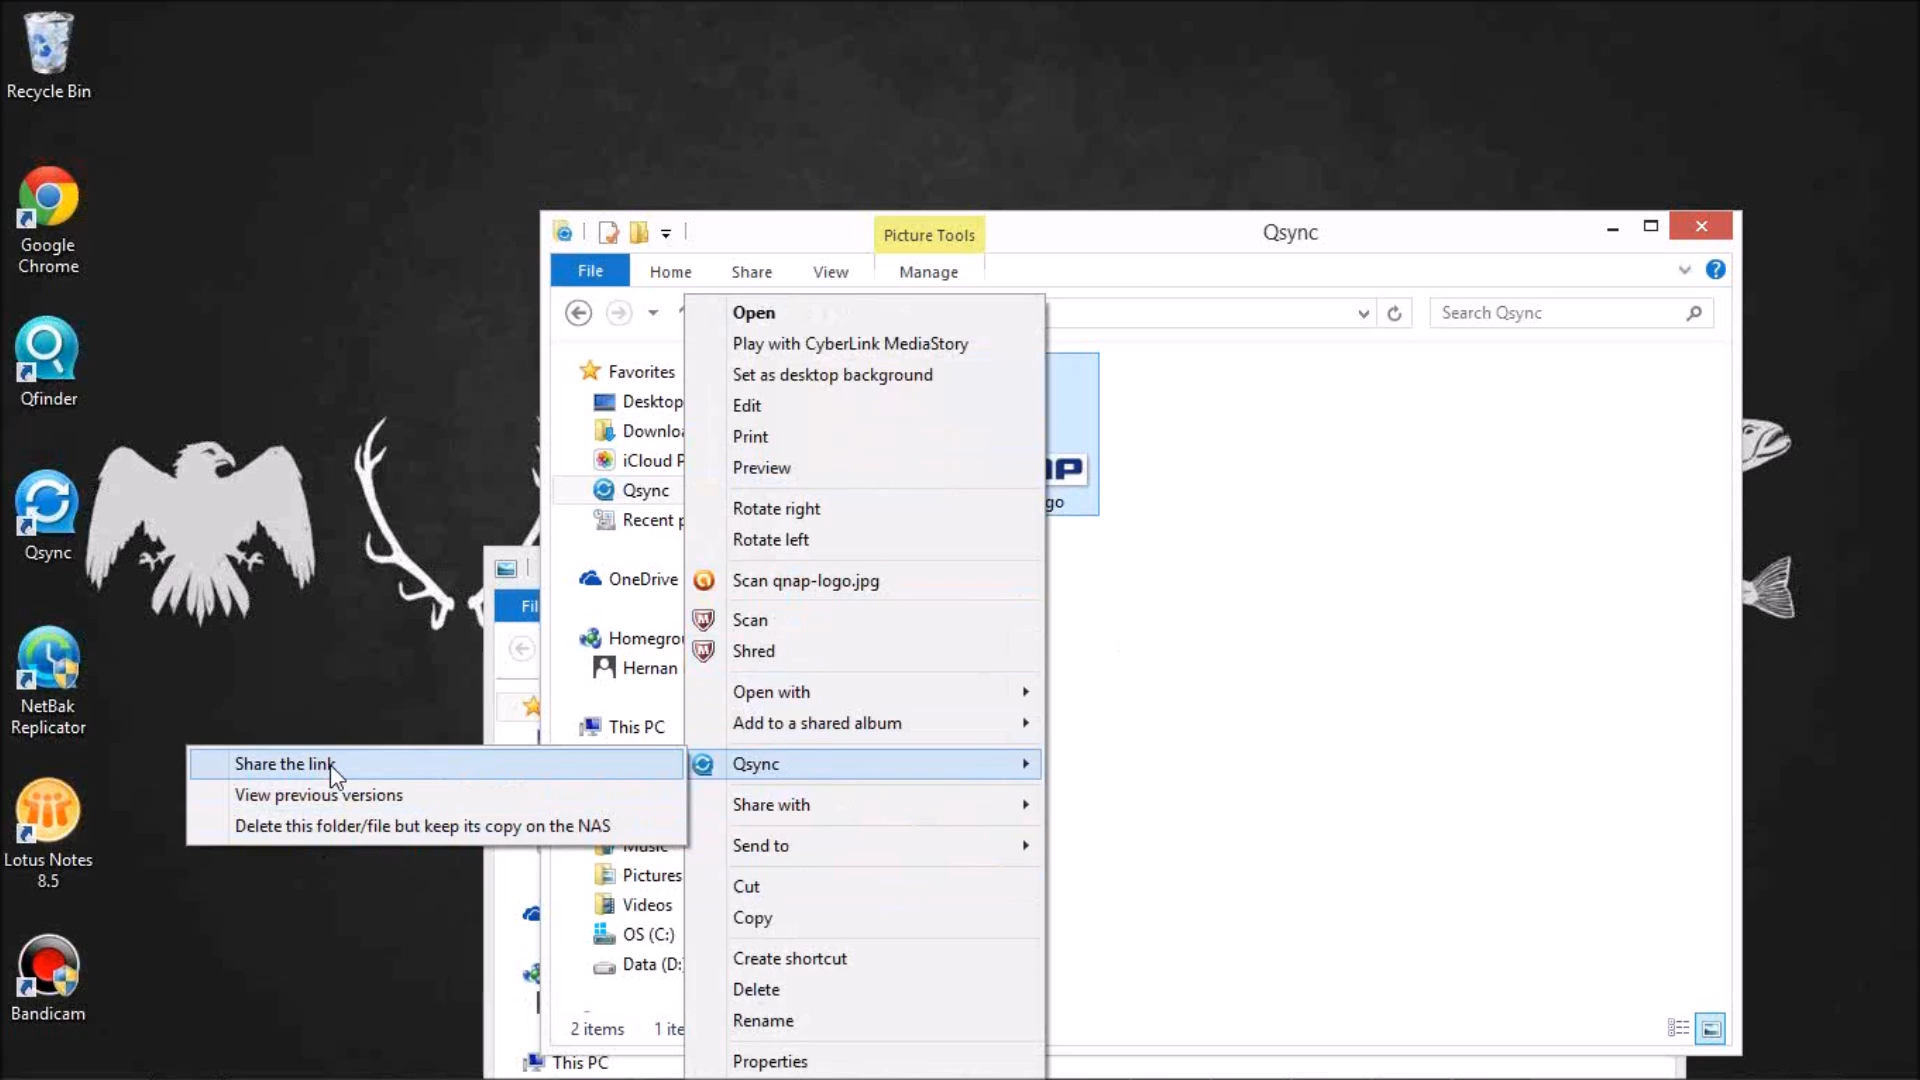 Recycle Bin
Google
Chrome
Qfinder
Qsync
NetBak
Replicator
Lotus Notes
8.5
Bandicam
Picture Tools
Qsync
File
Home
Share
View
Manage
Search Qsync
Favorites
Desktop
Downlo
iCloud P
Qsync
Recent p
OneDrive
Homegro
Hernan
This PC
Music
Pictures
Videos
OS (C:)
Data (D:
2 items
1 ite
Fil
This PC
go
Open
Play with CyberLink MediaStory
Set as desktop background
Edit
Print
Preview
Rotate right
Rotate left
Scan qnap-logo.jpg
Scan
Shred
Open with
Add to a shared album
Qsync
Share with
Send to
Cut
Copy
Create shortcut
Delete
Rename
Properties
Share the link
View previous versions
Delete this folder/file but keep its copy on the NAS